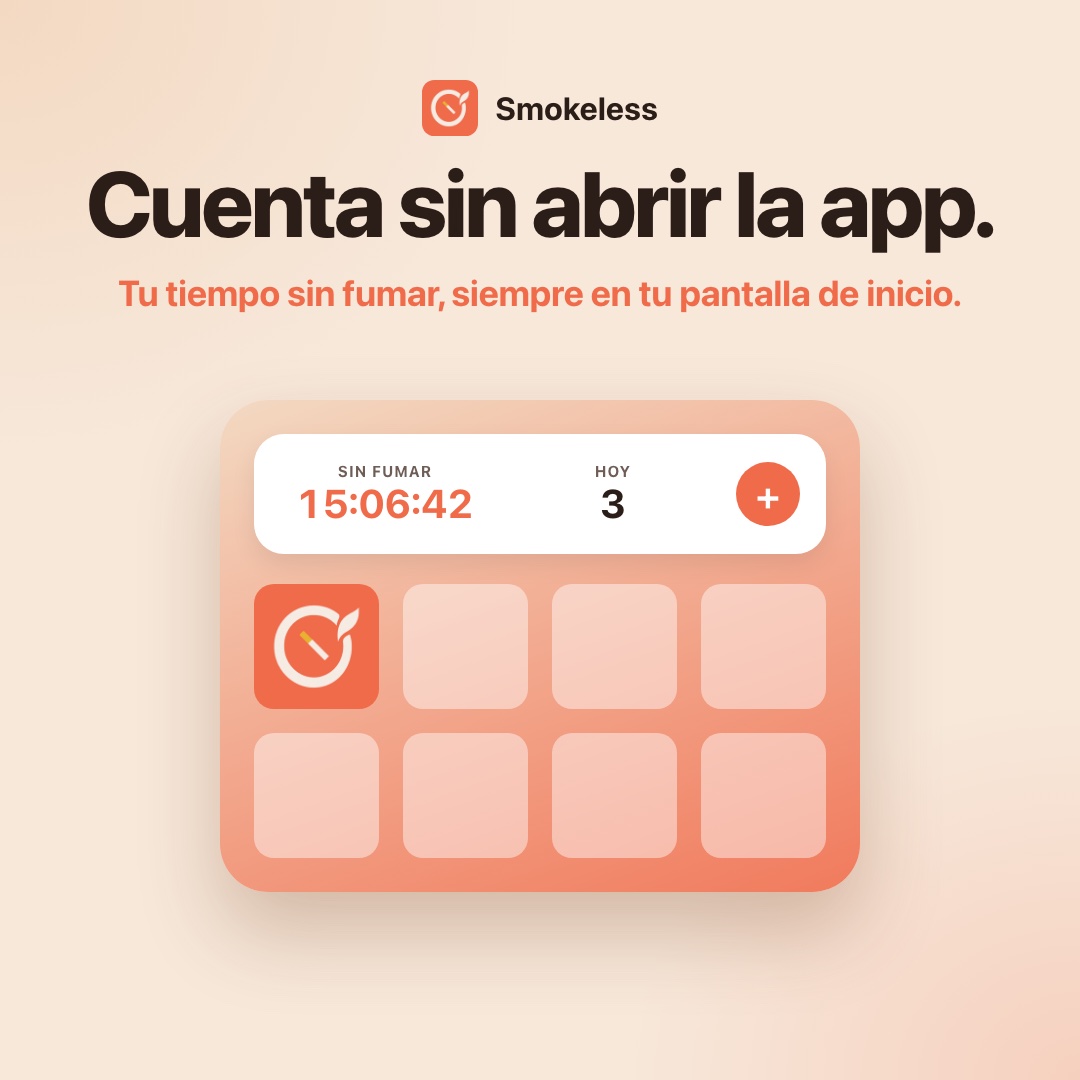 Smokeless
Cuenta sin abrir la app.
Tu tiempo sin fumar, siempre en tu pantalla de inicio.
SIN FUMAR
15:06:42
HOY
3
+